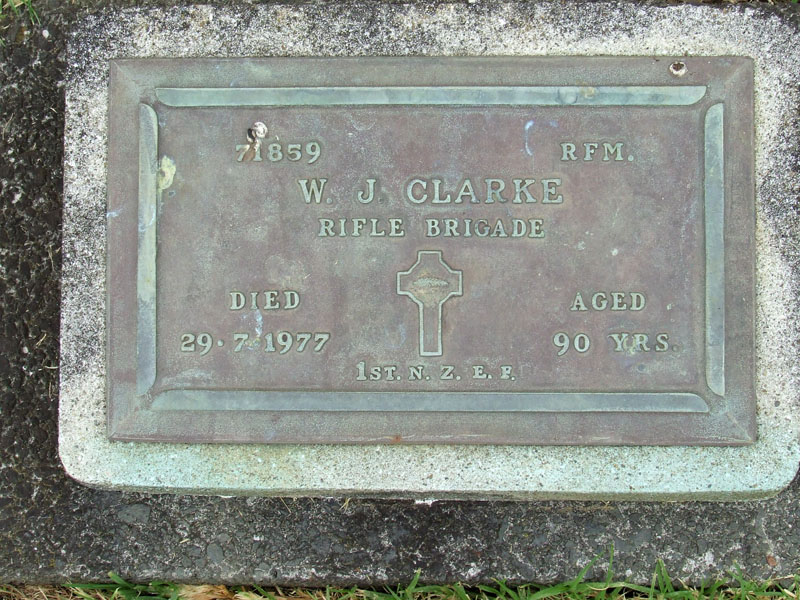 71859 RFM.
W. J. CLARKE
RIFLE BRIGADE
DIED AGED
29·7·1977 90 YRS.
1ST. N. Z. E. F.